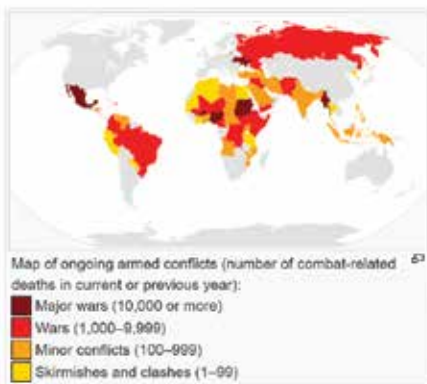 Map of ongoing armed conflicts (number of combat-related
deaths in current or previous year):
Major wars (10,000 or more)
Wars (1,000–9,999)
Minor conflicts (100–999)
Skirmishes and clashes (1–99)